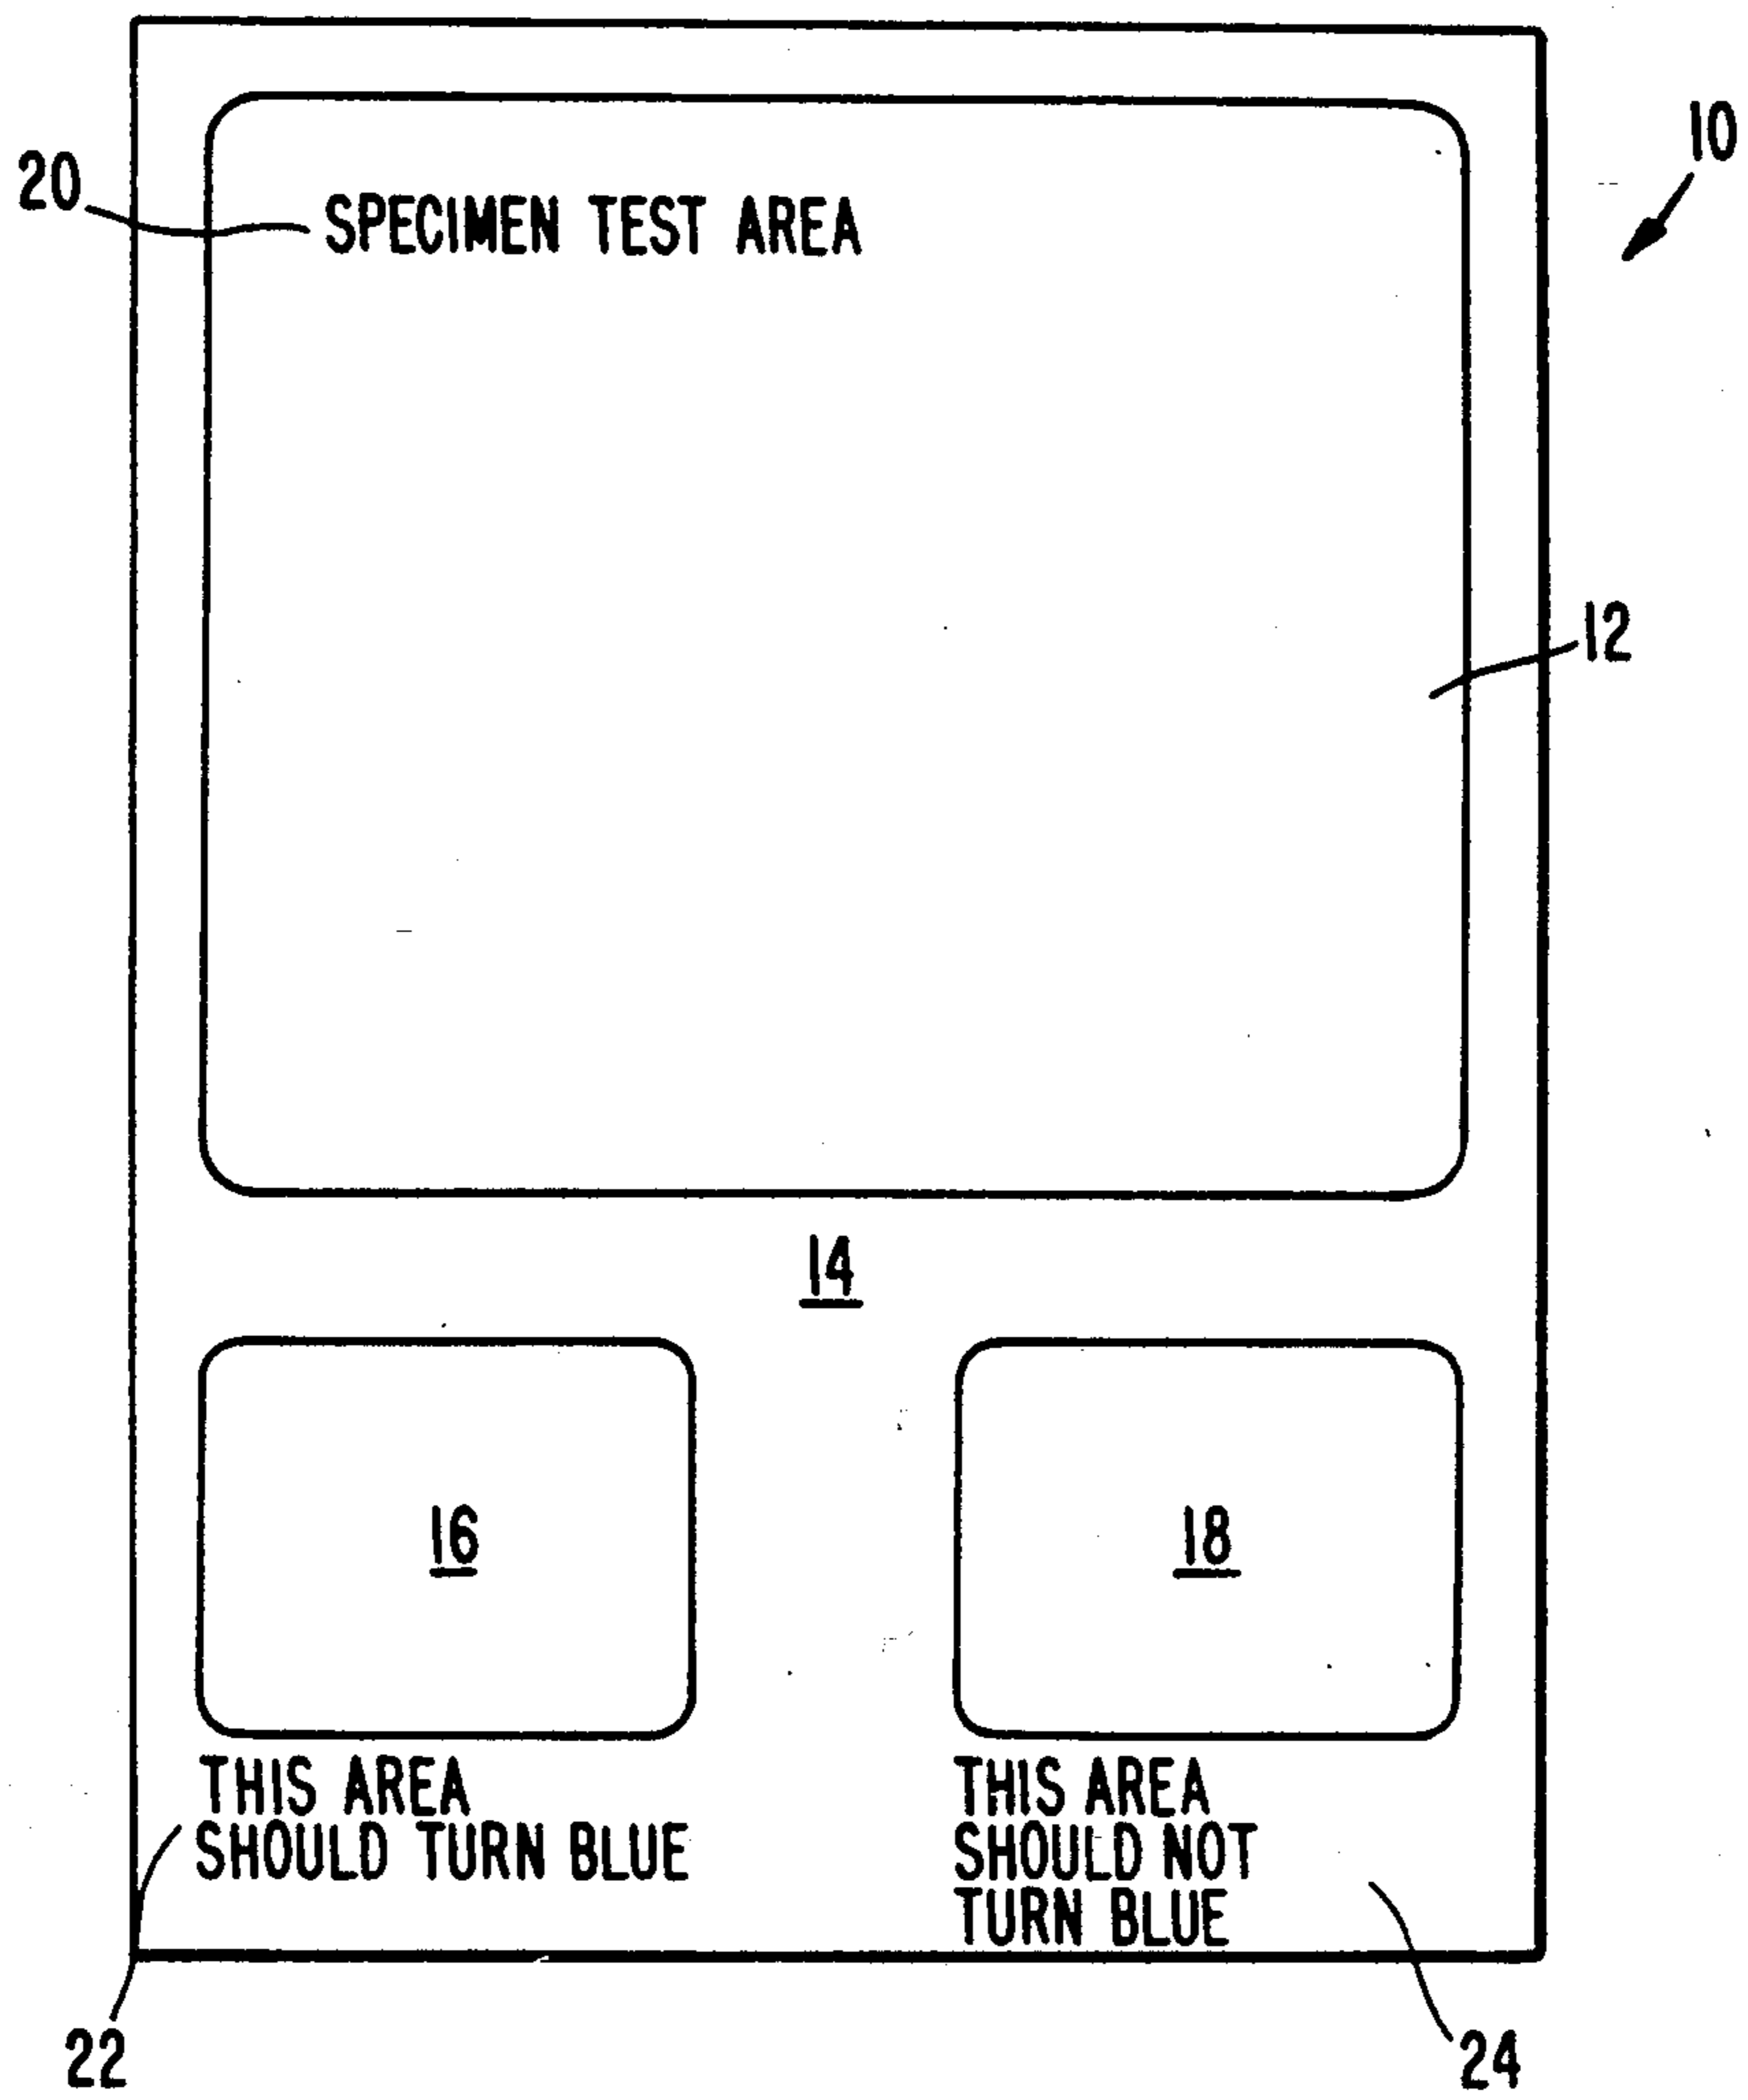 10
20
SPECIMEN TEST AREA
12
14
16
18
THIS AREA
SHOULD TURN BLUE
THIS AREA
SHOULD NOT
TURN BLUE
22
24